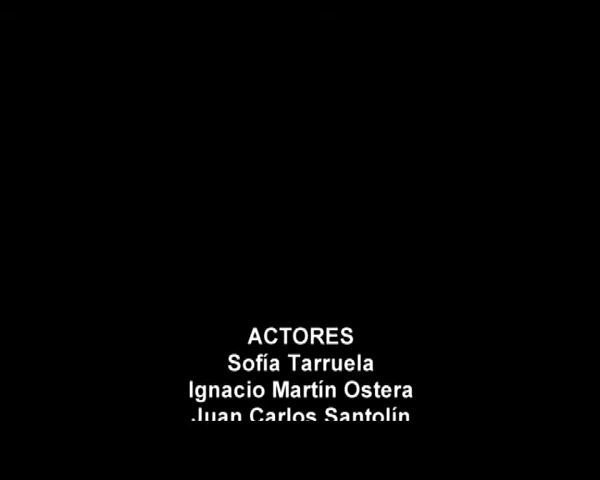 ACTORES
Sofía Tarruela
Ignacio Martín Ostera
Juan Carlos Santolín